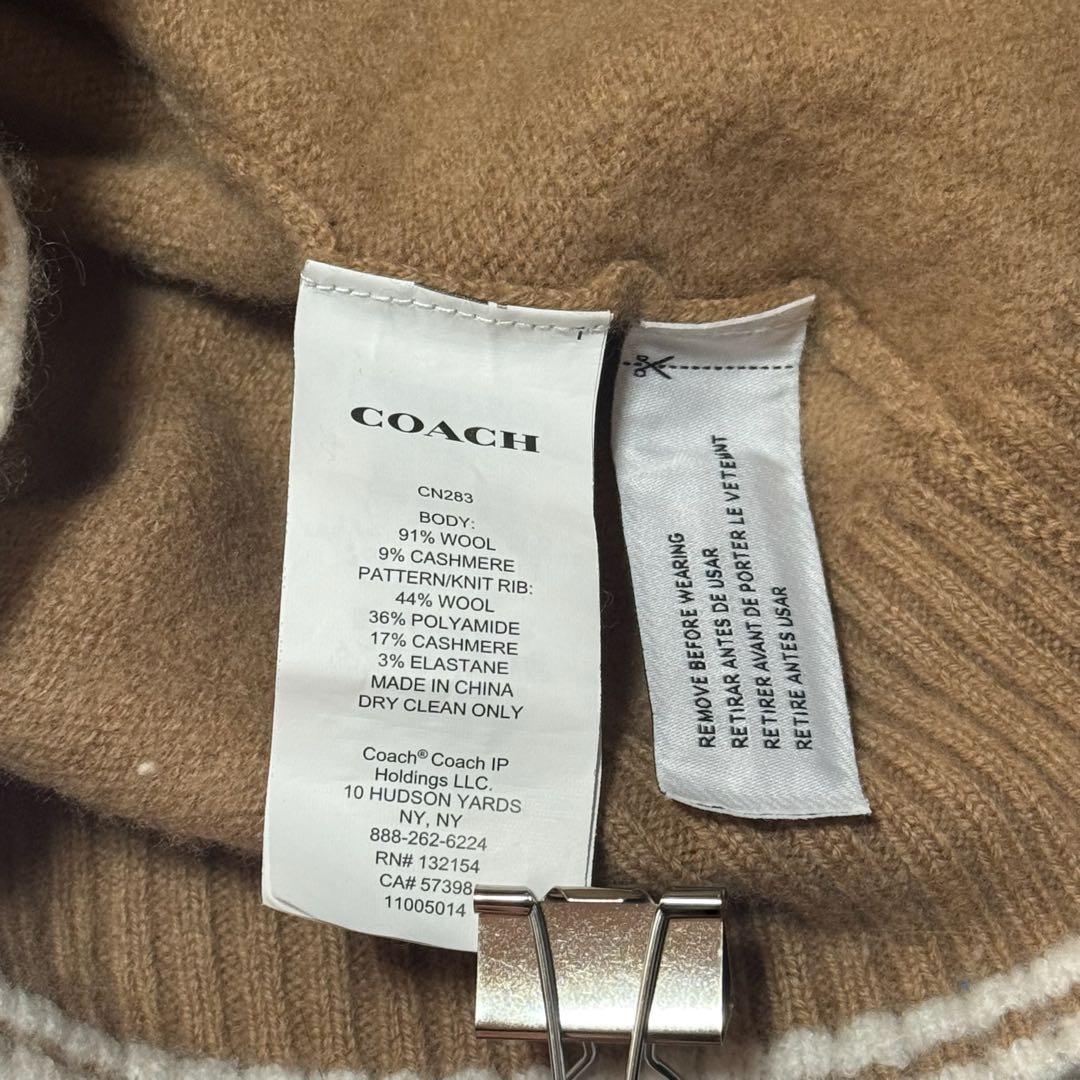 COACH
CN283
BODY:
91% WOOL
9% CASHMERE
PATTERN/KNIT RIB:
44% WOOL
36% POLYAMIDE
17% CASHMERE
3% ELASTANE
MADE IN CHINA
DRY CLEAN ONLY
Coach® Coach IP
Holdings LLC.
10 HUDSON YARDS
NY, NY
888-262-6224
RN# 132154
CA# 57398
11005014
REMOVE BEFORE WEARING
RETIRAR ANTES DE USAR
RETIRER AVANT DE PORTER LE VETEMENT
RETIRE ANTES USAR